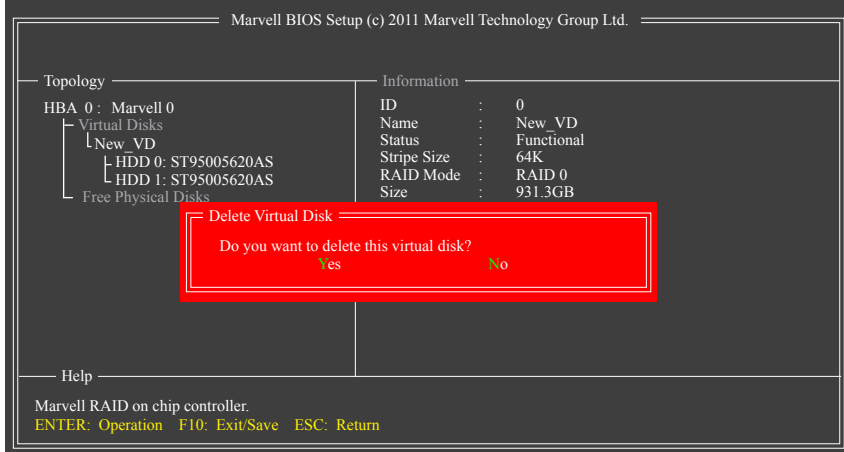 Marvell BIOS Setup (c) 2011 Marvell Technology Group Ltd.
Topology
HBA 0 : Marvell 0
Virtual Disks
New_VD
HDD 0: ST95005620AS
HDD 1: ST95005620AS
Free Physical Disks
Information
ID : 0
Name : New_VD
Status : Functional
Stripe Size : 64K
RAID Mode : RAID 0
Size : 931.3GB
Delete Virtual Disk
Do you want to delete this virtual disk?
Yes No
Help
Marvell RAID on chip controller.
ENTER: Operation F10: Exit/Save ESC: Return